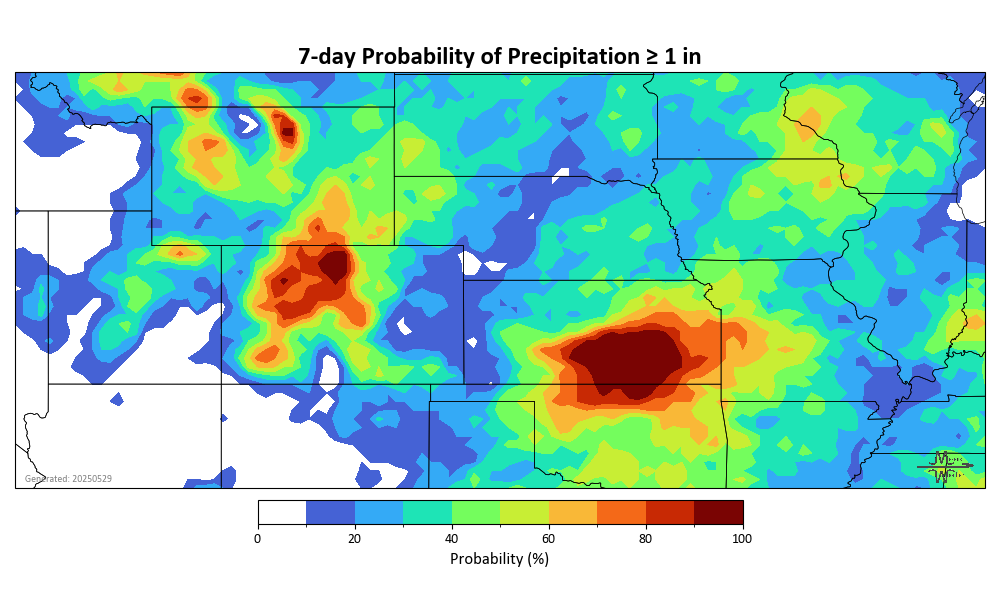 7-day Probability of Precipitation ≥ 1 in
Generated: 20250529
0 20 40 60 80 100
Probability (%)